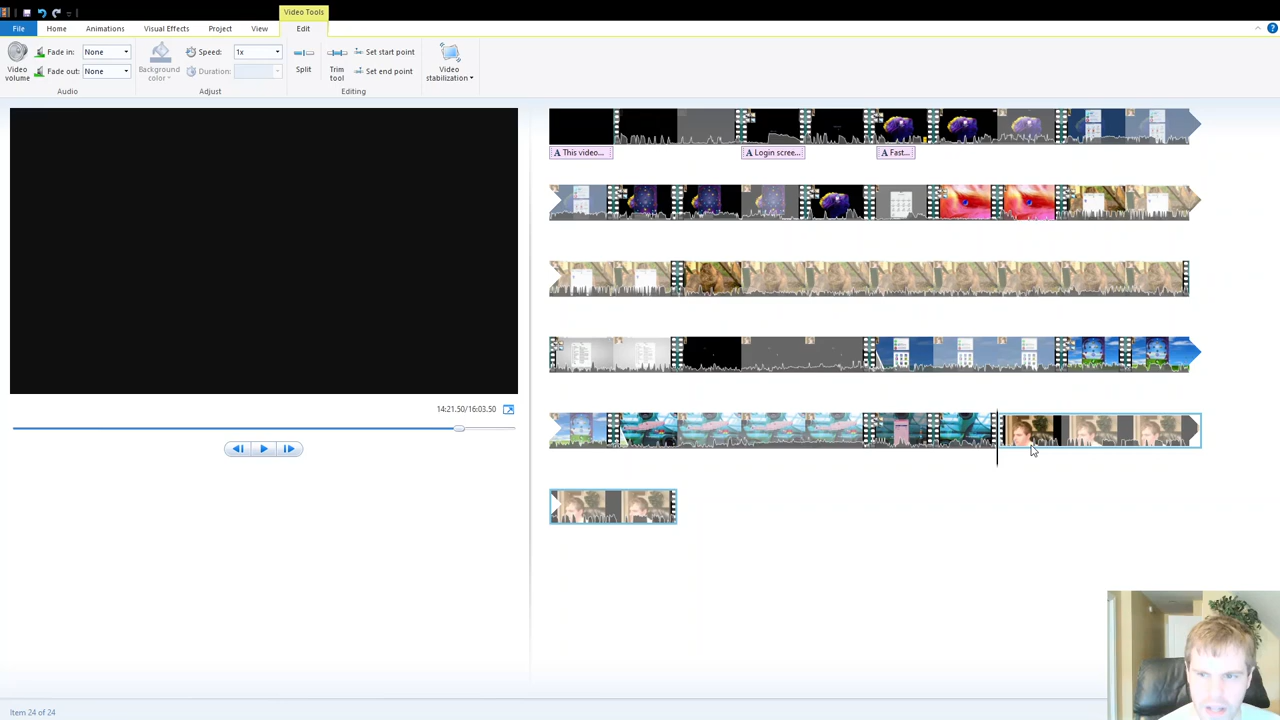 Video Tools
File Home Animations Visual Effects Project View Edit
Fade in: None Speed: 1x Set start point
Fade out: None Duration: Set end point
Video volume
Background color
Split
Trim tool
Video stabilization
Audio Adjust Editing
This video...
Login scree...
Fast...
14:21.50/16:03.50
Item 24 of 24